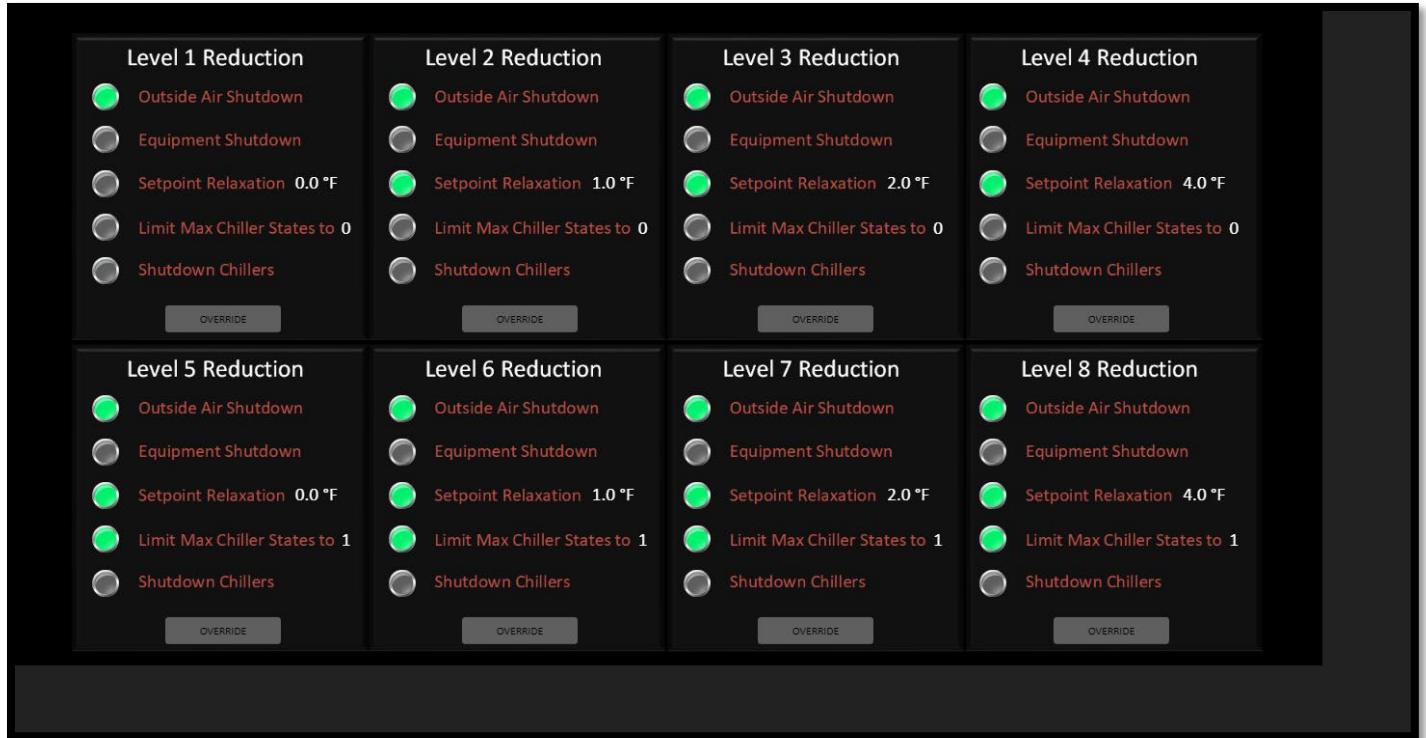 Level 1 Reduction
Outside Air Shutdown
Equipment Shutdown
Setpoint Relaxation 0.0 °F
Limit Max Chiller States to 0
Shutdown Chillers
OVERRIDE
Level 2 Reduction
Outside Air Shutdown
Equipment Shutdown
Setpoint Relaxation 1.0 °F
Limit Max Chiller States to 0
Shutdown Chillers
OVERRIDE
Level 3 Reduction
Outside Air Shutdown
Equipment Shutdown
Setpoint Relaxation 2.0 °F
Limit Max Chiller States to 0
Shutdown Chillers
OVERRIDE
Level 4 Reduction
Outside Air Shutdown
Equipment Shutdown
Setpoint Relaxation 4.0 °F
Limit Max Chiller States to 0
Shutdown Chillers
OVERRIDE
Level 5 Reduction
Outside Air Shutdown
Equipment Shutdown
Setpoint Relaxation 0.0 °F
Limit Max Chiller States to 1
Shutdown Chillers
OVERRIDE
Level 6 Reduction
Outside Air Shutdown
Equipment Shutdown
Setpoint Relaxation 1.0 °F
Limit Max Chiller States to 1
Shutdown Chillers
OVERRIDE
Level 7 Reduction
Outside Air Shutdown
Equipment Shutdown
Setpoint Relaxation 2.0 °F
Limit Max Chiller States to 1
Shutdown Chillers
OVERRIDE
Level 8 Reduction
Outside Air Shutdown
Equipment Shutdown
Setpoint Relaxation 4.0 °F
Limit Max Chiller States to 1
Shutdown Chillers
OVERRIDE